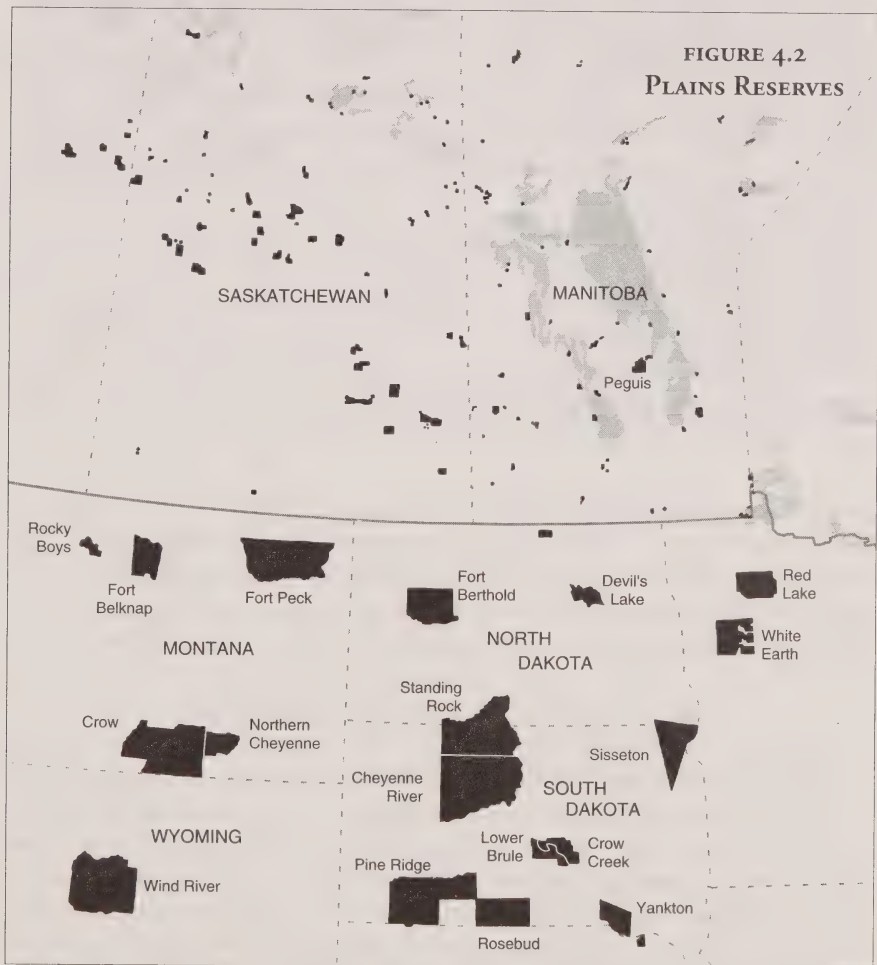 FIGURE 4.2
PLAINS RESERVES
SASKATCHEWAN
MANITOBA
Peguis
Rocky
Boys
Fort
Belknap
Fort Peck
Fort
Berthold
Devil's
Lake
Red
Lake
White
Earth
MONTANA
NORTH
DAKOTA
Standing
Rock
Crow
Northern
Cheyenne
Sisseton
Cheyenne
River
SOUTH
DAKOTA
WYOMING
Lower
Brule
Crow
Creek
Wind River
Pine Ridge
Rosebud
Yankton